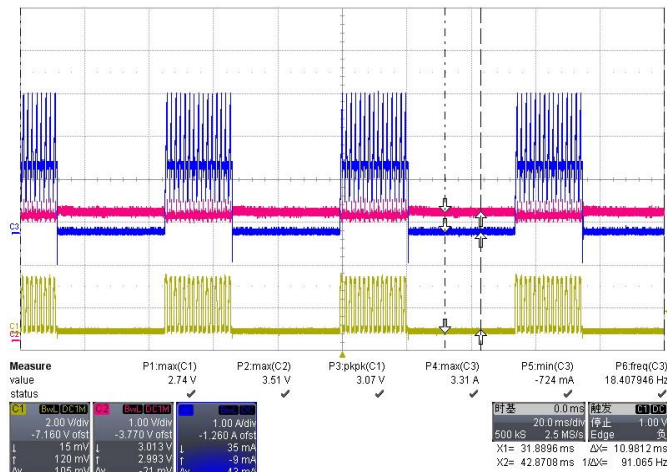 C3
C1
C2
Measure P1:max(C1) P2:max(C2) P3:pkpk(C1) P4:max(C3) P5:min(C3) P6:freq(C3)
value 2.74 V 3.51 V 3.07 V 3.31 A -724 mA 18.407946 Hz
status
C1 BwL DC1M
2.00 V/div
-7.160 V ofst
↓ 15 mV
↑ 120 mV
Δy 105 mV
C2 BwL DC1M
1.00 V/div
-3.770 V ofst
↓ 3.013 V
↑ 2.993 V
Δy -21 mV
BwL DC
1.00 A/div
-1.260 A ofst
↓ 35 mA
↑ -9 mA
时基 0.0 ms
20.0 ms/div
500 kS 2.5 MS/s
触发 C1 DC
停止 1.00 V
Edge 负
X1= 31.8896 ms ΔX= 10.9812 ms
X2= 42.8708 ms 1/ΔX= 91.065 Hz